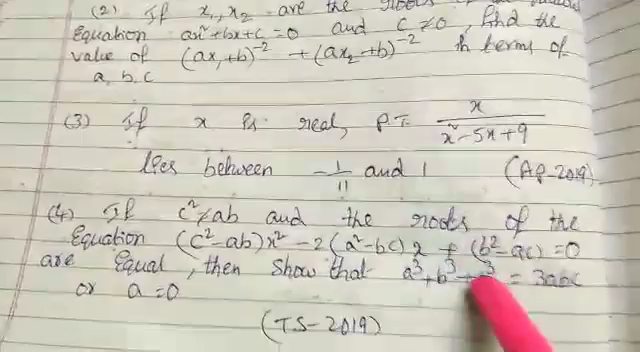 (2) If x₁, x₂ are the roots of the
Equation ax²+bx+c=0 and c≠0, find the
value of (ax₁+b)⁻² + (ax₂+b)⁻² in terms of
a, b, c
(3) If x is real, P.T. x/(x²-5x+9)
lies between -1/11 and 1 (AP-2019)
(4) If c²≠ab and the roots of the
Equation (c²-ab)x²-2(a²-bc)x+(b²-ac)=0
are Equal, then show that a³+b³+ ³=3abc
or a=0
(TS-2019)